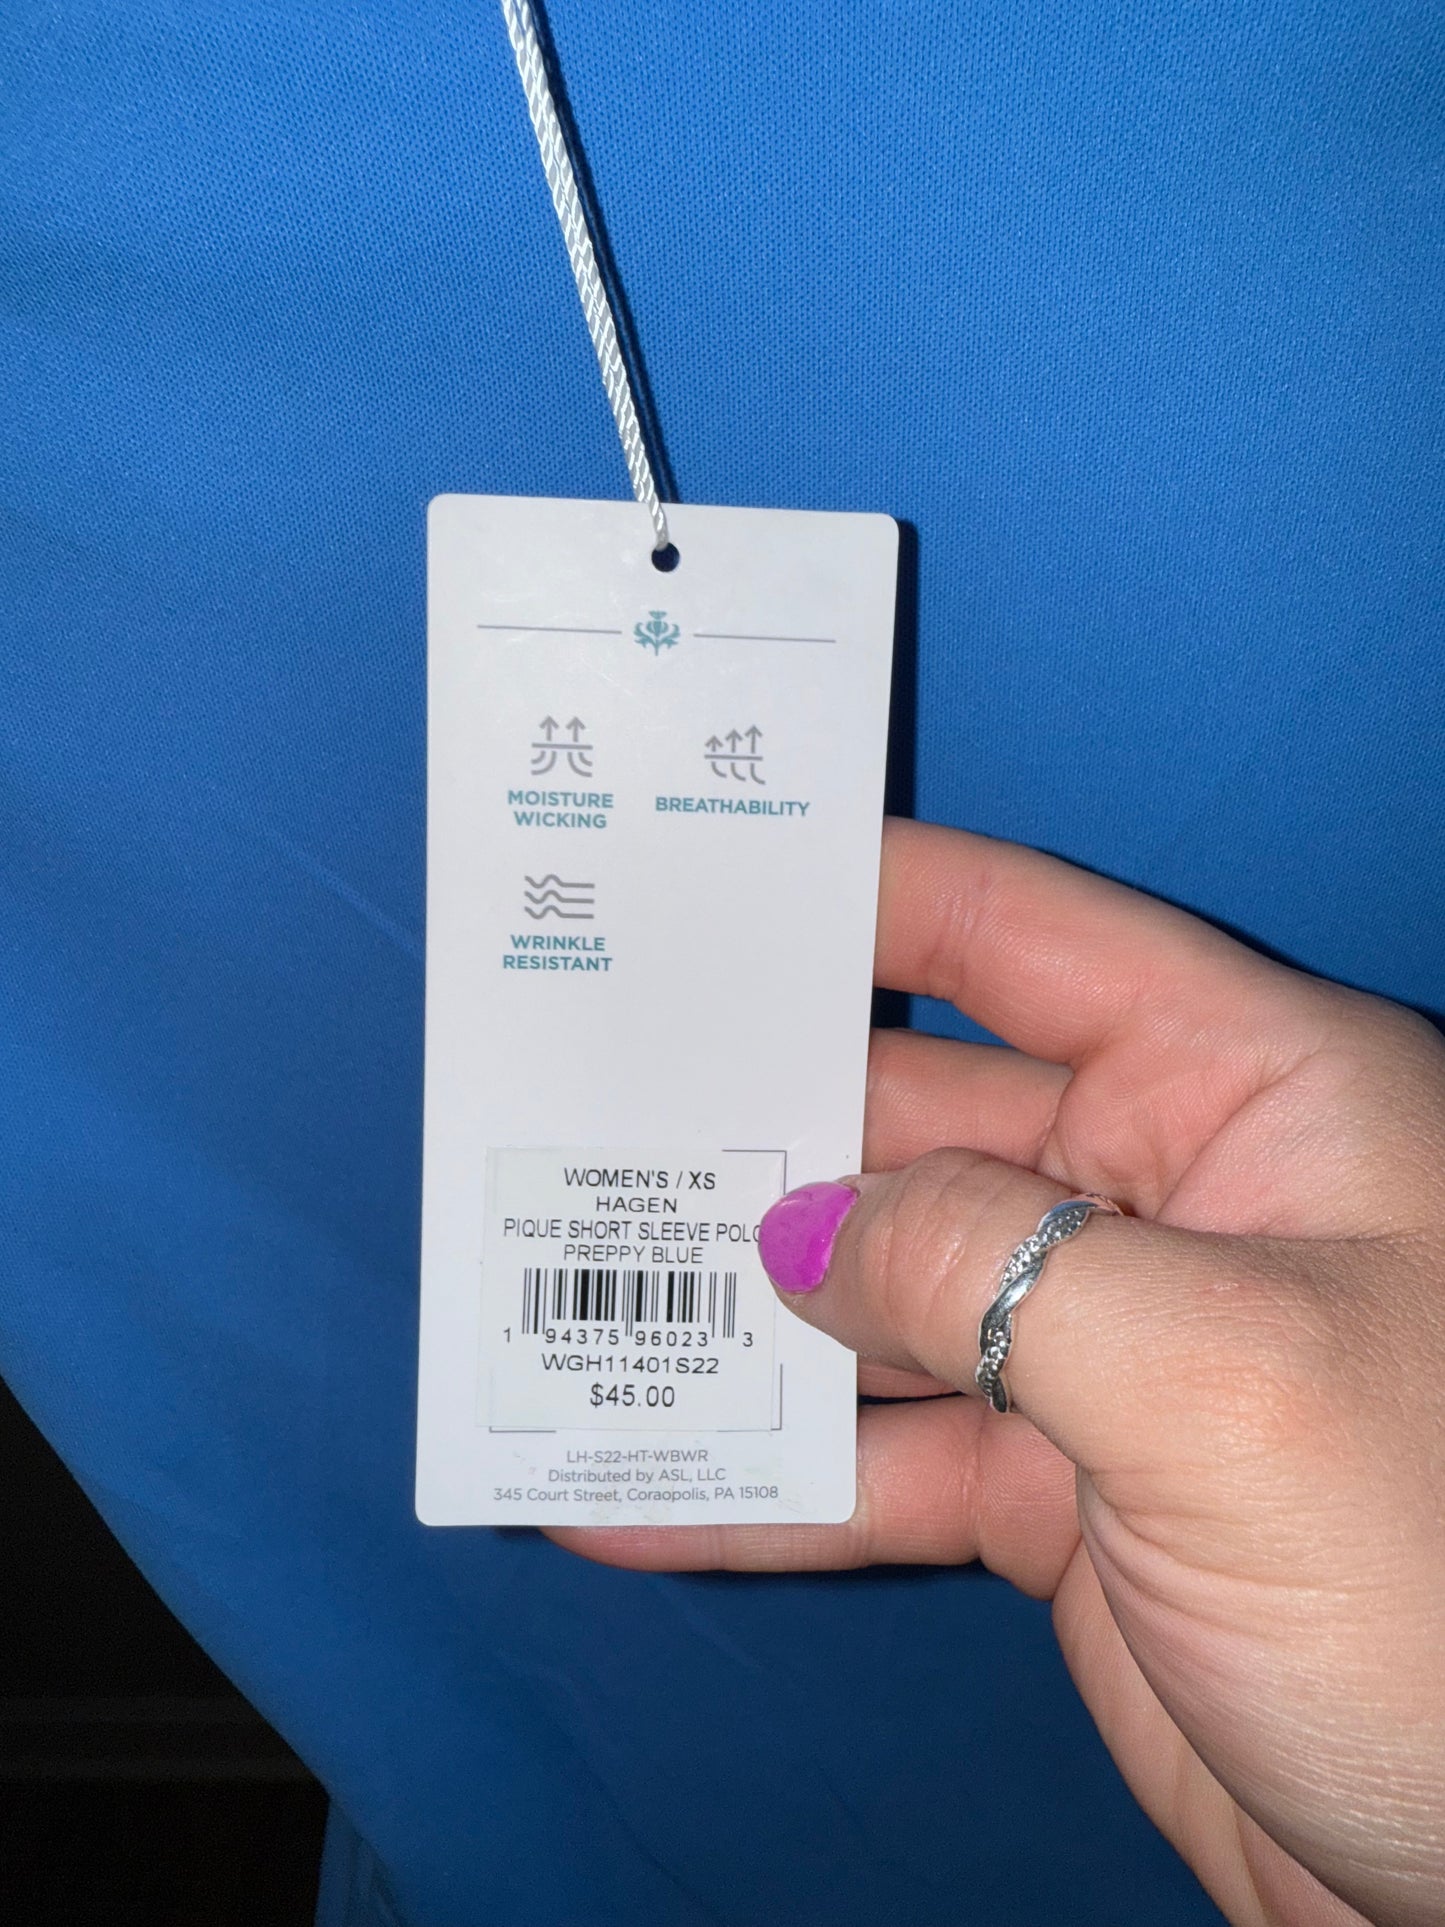 MOISTURE
WICKING
BREATHABILITY
WRINKLE
RESISTANT
WOMEN'S / XS
HAGEN
PIQUE SHORT SLEEVE POLO
PREPPY BLUE
1 94375 96023 3
WGH11401S22
$45.00
LH-S22-HT-WBWR
Distributed by ASL, LLC
345 Court Street, Coraopolis, PA 15108